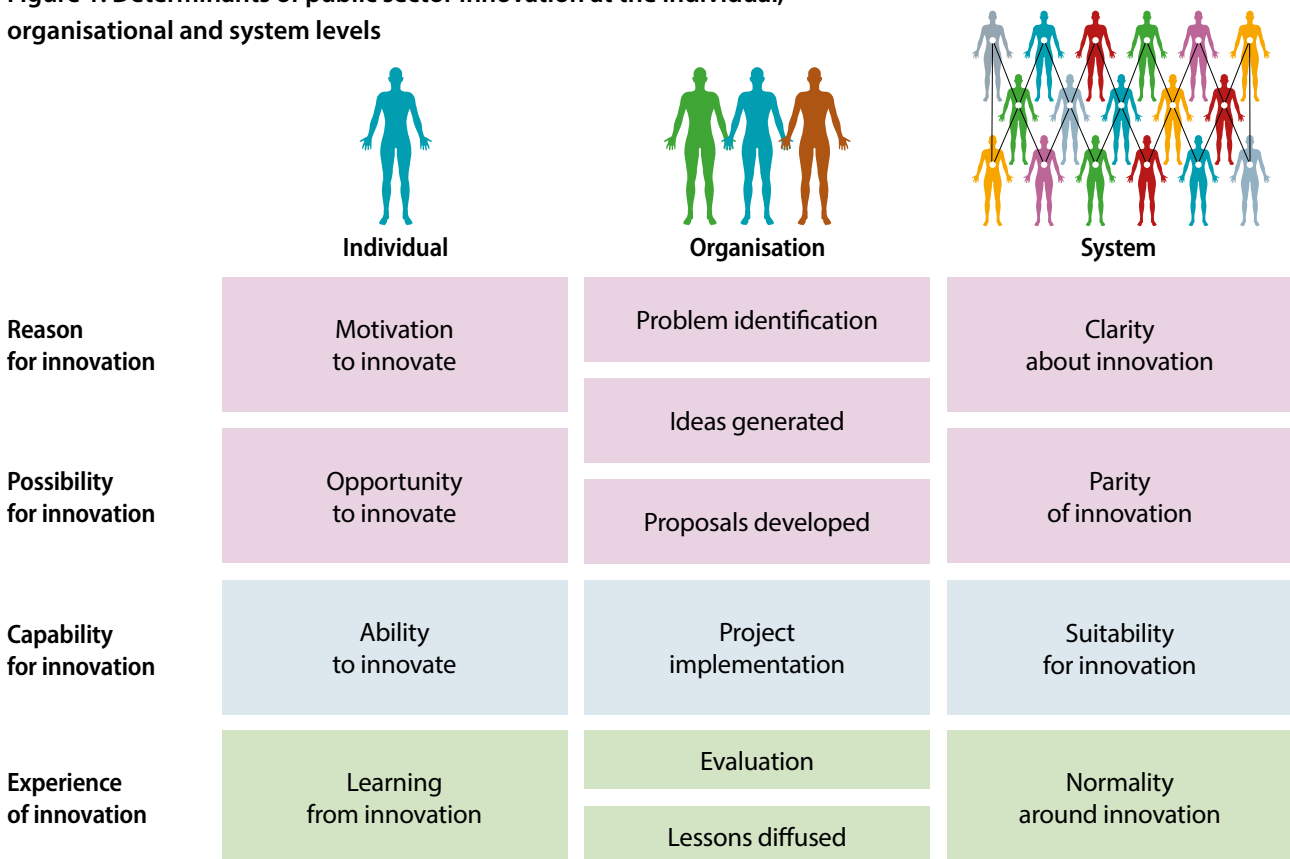 organisational and system levels
Individual
Organisation
System
Reason
for innovation
Motivation
to innovate
Problem identification
Ideas generated
Clarity
about innovation
Possibility
for innovation
Opportunity
to innovate
Proposals developed
Parity
of innovation
Capability
for innovation
Ability
to innovate
Project
implementation
Suitability
for innovation
Experience
of innovation
Learning
from innovation
Evaluation
Lessons diffused
Normality
around innovation